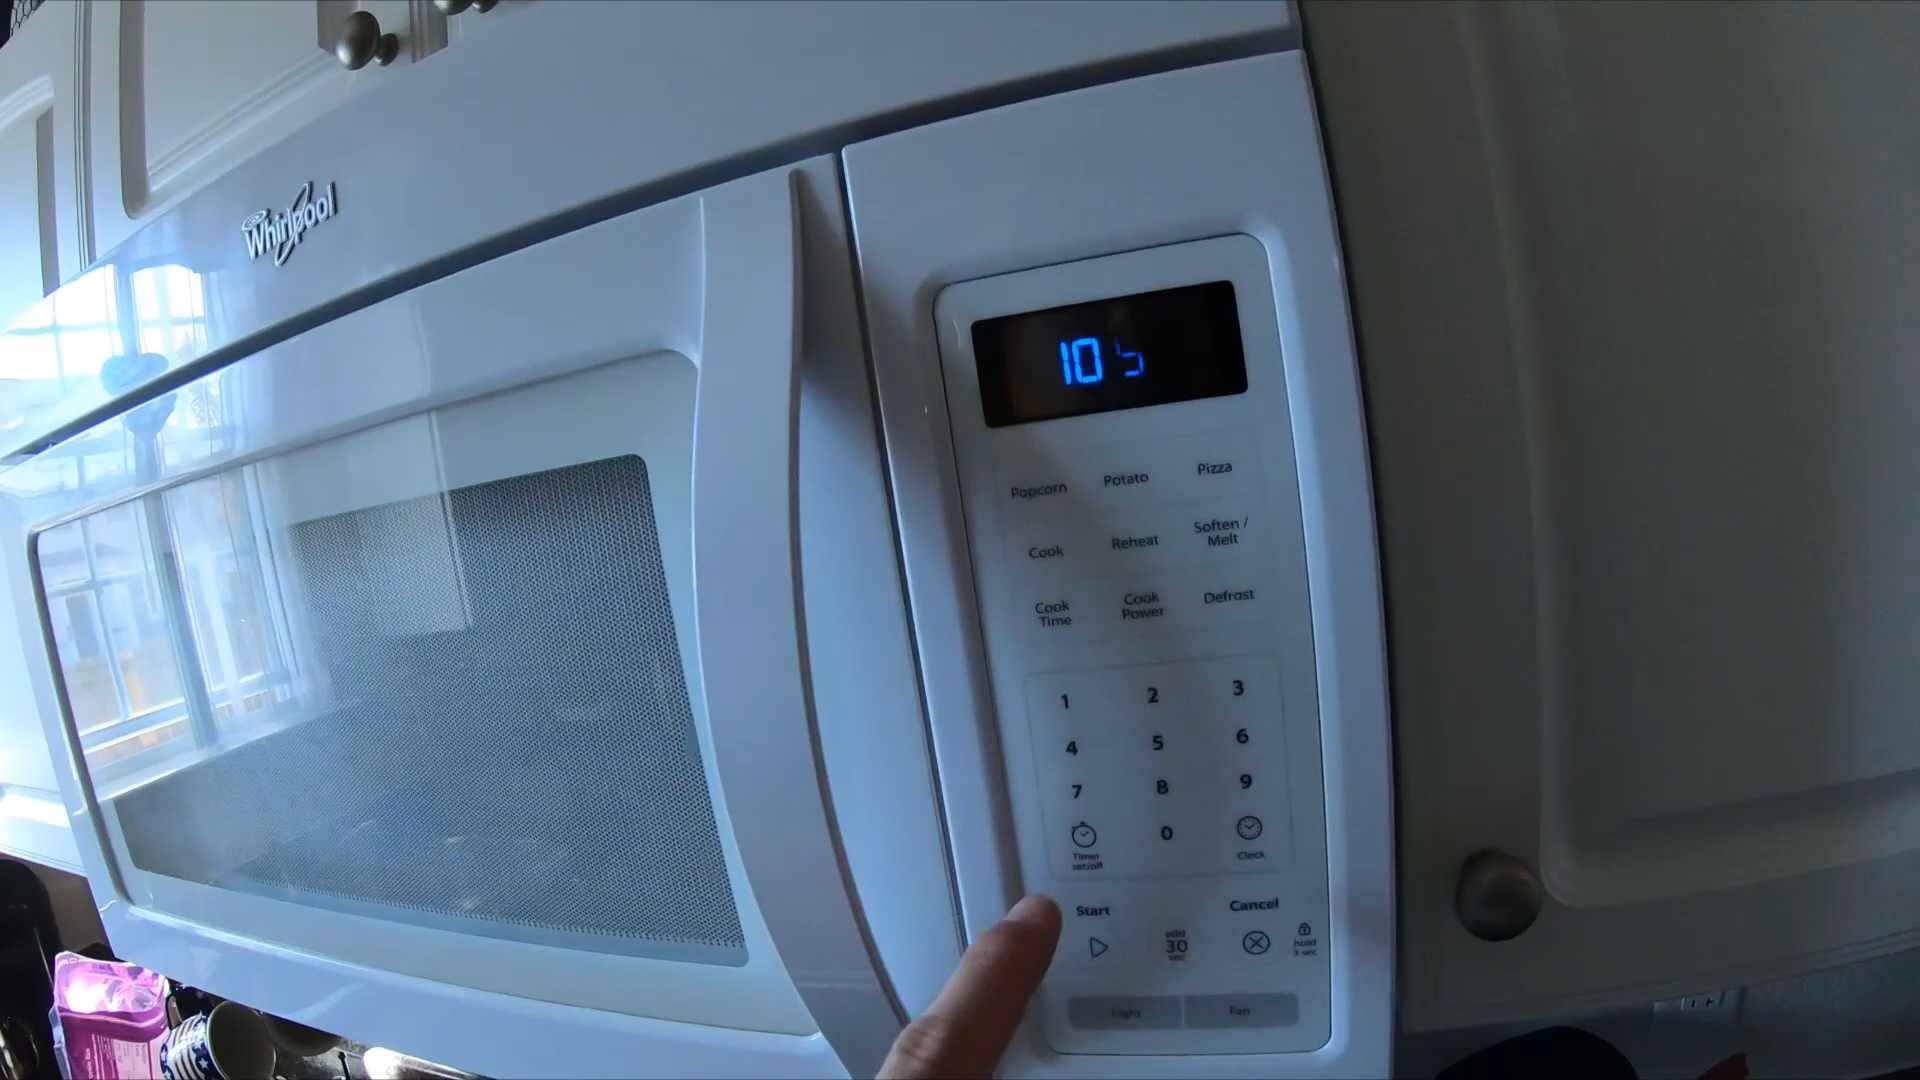 Whirlpool
10 5
Popcorn Potato Pizza
Cook Reheat Soften /
Melt
Cook
Time
Cook
Power
Defrost
1 2 3
4 5 6
7 8 9
0
Timer
set/off
Clock
Start
Cancel
add
30
sec
hold
3 sec
Light Fan